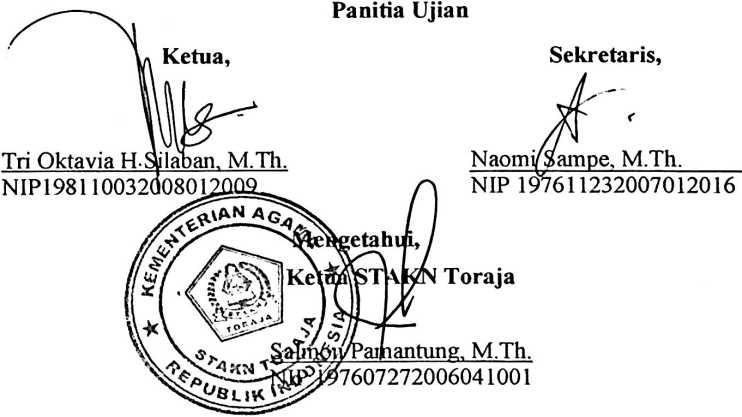 Panitia Ujian
Ketua,
Sekretaris,
Tri Oktavia H.Silaban, M.Th.
NIP198110032008012009
Naomi Sampe, M.Th.
NIP 197611232007012016
Mengetahui,
Ketua STAKN Toraja
Salmon Pamantung, M.Th.
NIP 197607272006041001
KEMENTERIAN AGAMA
REPUBLIK INDONESIA
STAKN TORAJA
TORAJA